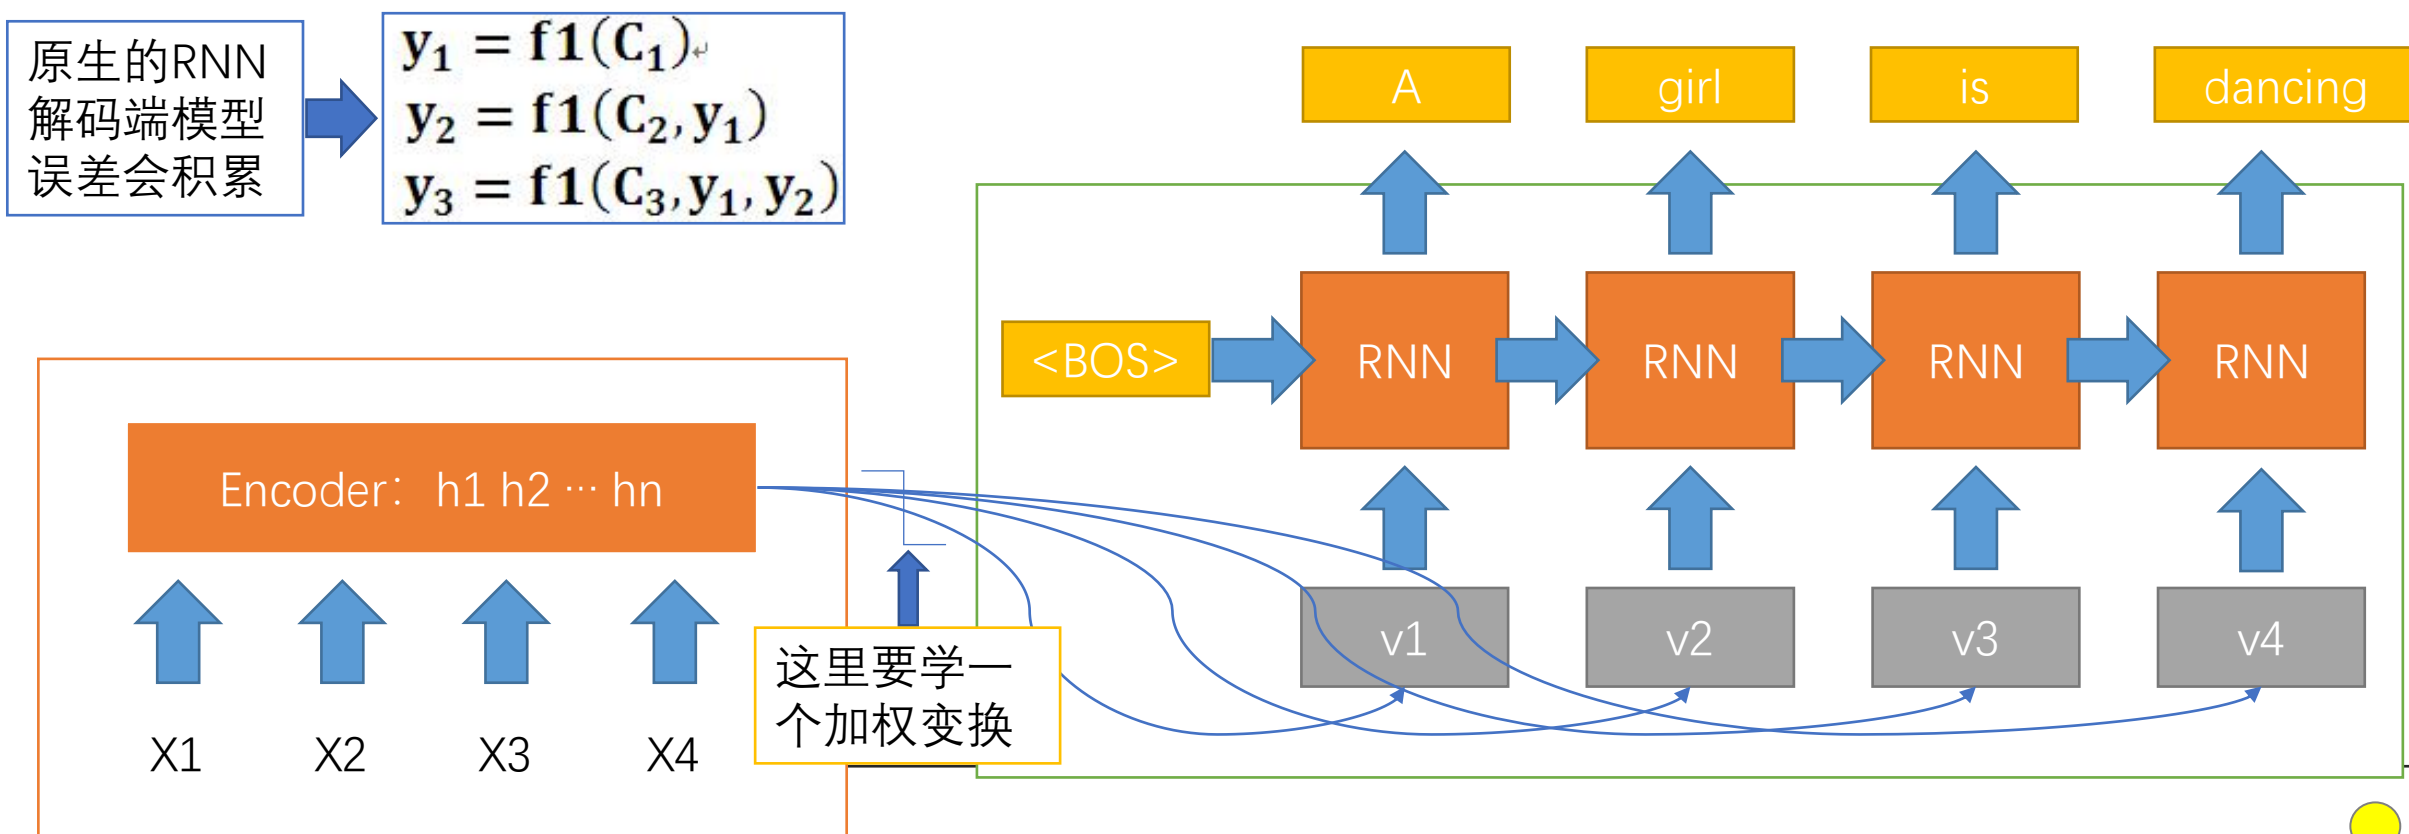 原生的RNN
解码端模型
误差会积累
y₁ = f1(C₁)↵
y₂ = f1(C₂, y₁)
y₃ = f1(C₃, y₁, y₂)
A girl is dancing
<BOS> RNN RNN RNN RNN
Encoder： h1 h2 ··· hn
v1 v2 v3 v4
这里要学一
个加权变换
X1 X2 X3 X4